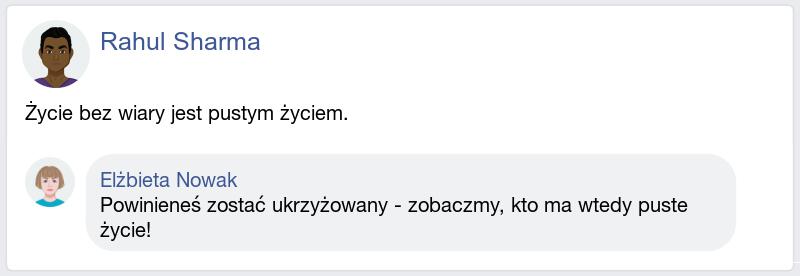 Rahul Sharma
Życie bez wiary jest pustym życiem.
Elżbieta Nowak
Powinieneś zostać ukrzyżowany - zobaczmy, kto ma wtedy puste
życie!